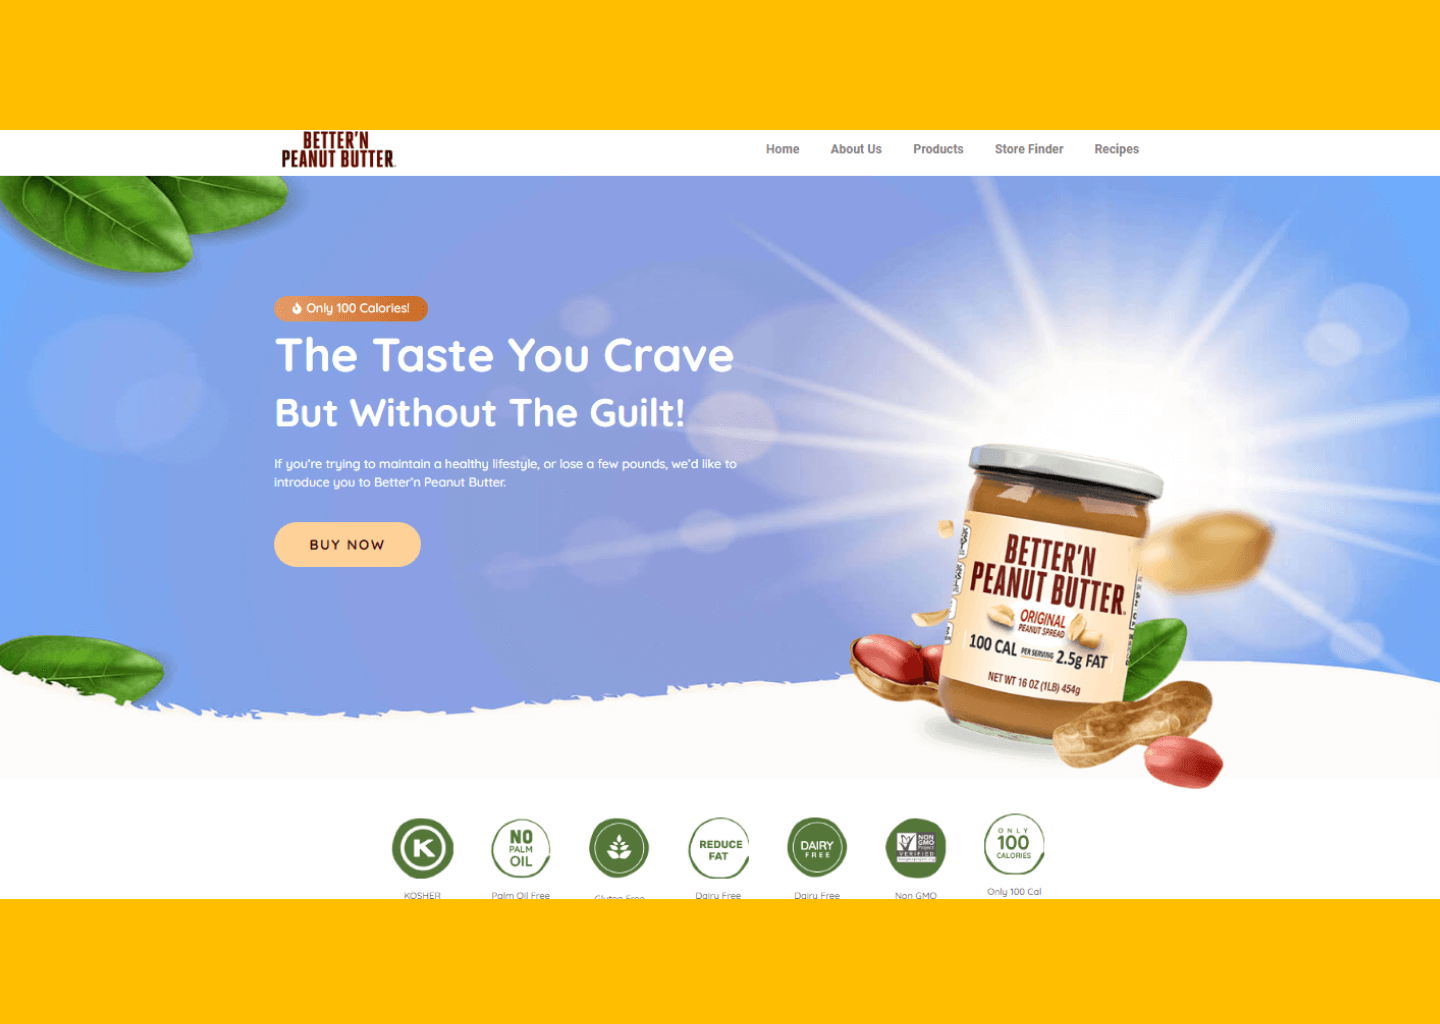 BETTER'N
PEANUT BUTTER
Home About Us Products Store Finder Recipes
Only 100 Calories!
The Taste You Crave
But Without The Guilt!
If you're trying to maintain a healthy lifestyle, or lose a few pounds, we'd like to
introduce you to Better'n Peanut Butter.
BUY NOW
BETTER'N
PEANUT BUTTER
ORIGINAL
PEANUT SPREAD
100 CAL PER SERVING 2.5g FAT
NET WT 16 OZ (1LB) 454g
K
NO
PALM
OIL
REDUCE
FAT
DAIRY
FREE
NON
GMO
Project
VERIFIED
ONLY
100
CALORIES
KOSHER Palm Oil Free Gluten Free Dairy Free Dairy Free Non GMO Only 100 Cal